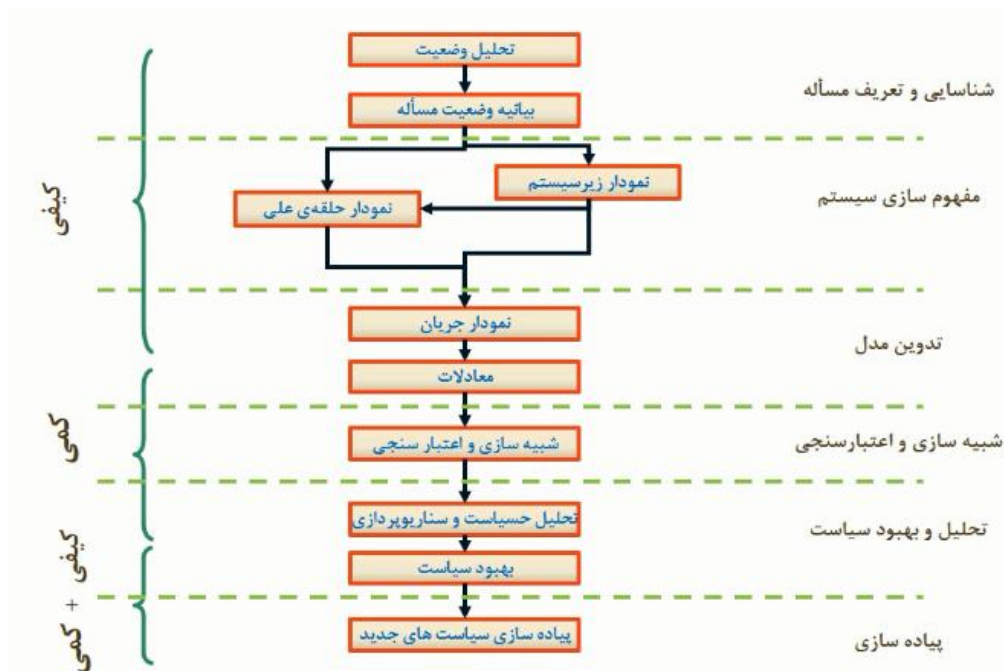 تحلیل وضعیت
شناسایی و تعریف مسأله
بیانیه وضعیت مسأله
نمودار زیرسیستم
مفهوم سازی سیستم
نمودار حلقه‌ی علی
کیفی
نمودار جریان
تدوین مدل
معادلات
کمی
شبیه سازی و اعتبارسنجی
شبیه سازی و اعتبار سنجی
تحلیل حسیاست و سناریوپردازی
تحلیل و بهبود سیاست
بهبود سیاست
کمی + کیفی
پیاده سازی سیاست های جدید
پیاده سازی